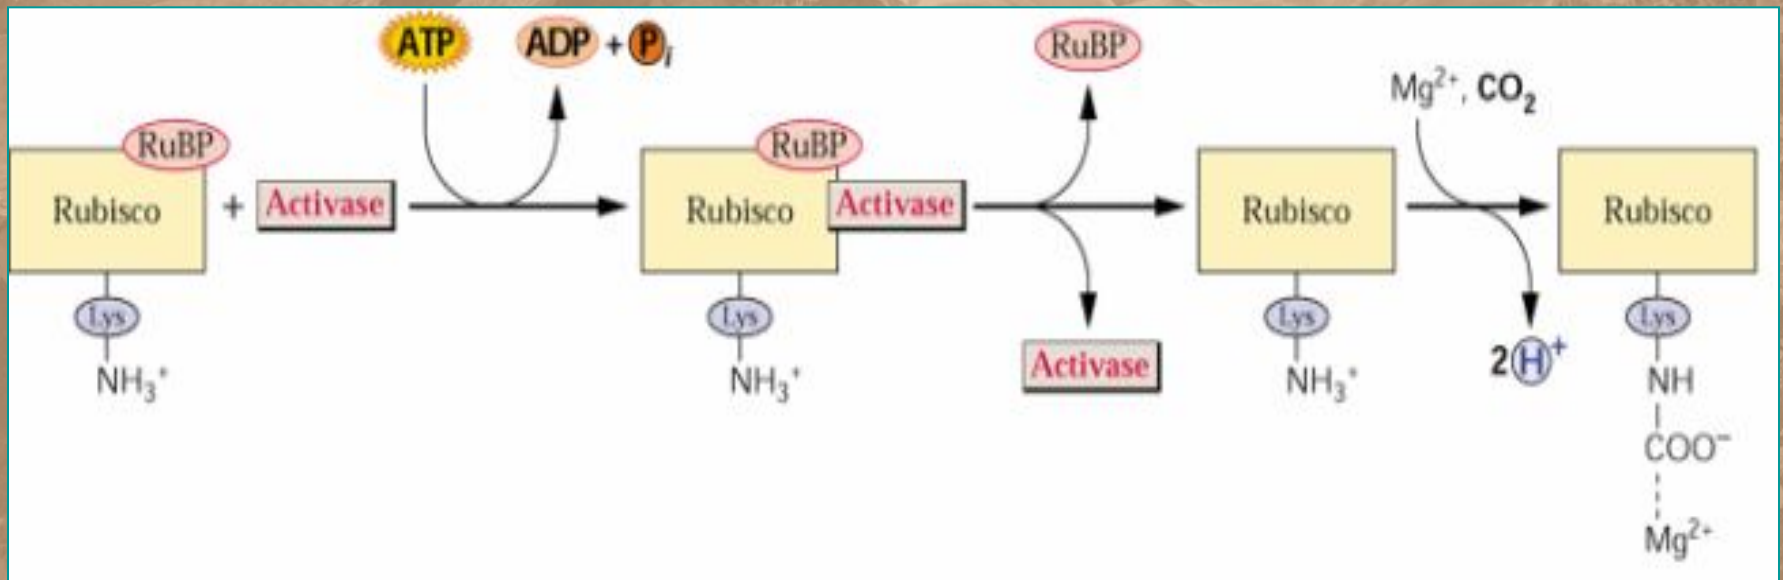 ATP
ADP + Pi
RuBP
Mg²⁺, CO₂
RuBP
RuBP
Rubisco + Activase
Rubisco Activase
Rubisco
Rubisco
Lys
Lys
Lys
Lys
Activase
2H⁺
NH₃⁺
NH₃⁺
NH₃⁺
NH
COO⁻
Mg²⁺